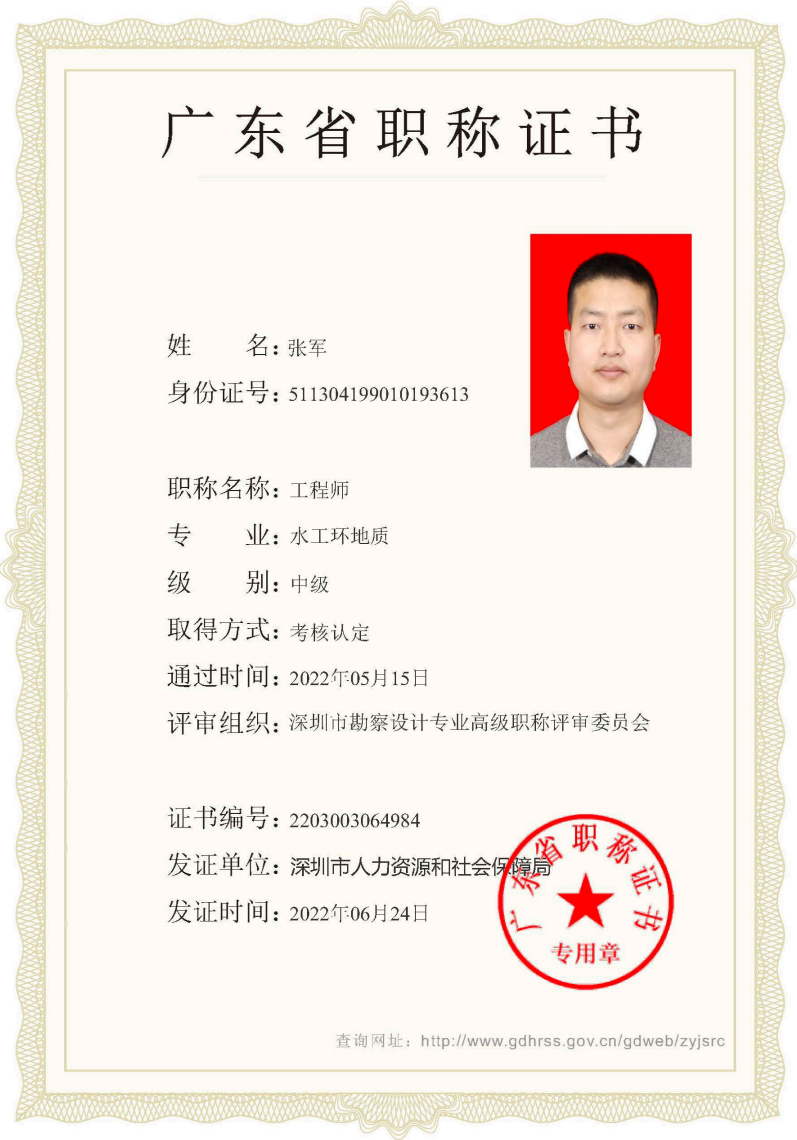 广东省职称证书
姓名：张军
身份证号：511304199010193613
职称名称：工程师
专业：水工环地质
级别：中级
取得方式：考核认定
通过时间：2022年05月15日
评审组织：深圳市勘察设计专业高级职称评审委员会
证书编号：2203003064984
发证单位：深圳市人力资源和社会保障局
发证时间：2022年06月24日
广东省职称证书
专用章
查询网址：http://www.gdhrss.gov.cn/gdweb/zyjsrc